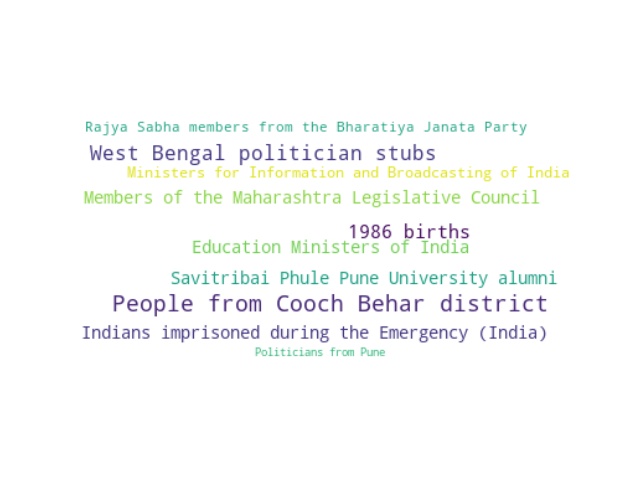 Rajya Sabha members from the Bharatiya Janata Party
West Bengal politician stubs
Ministers for Information and Broadcasting of India
Members of the Maharashtra Legislative Council
1986 births
Education Ministers of India
Savitribai Phule Pune University alumni
People from Cooch Behar district
Indians imprisoned during the Emergency (India)
Politicians from Pune